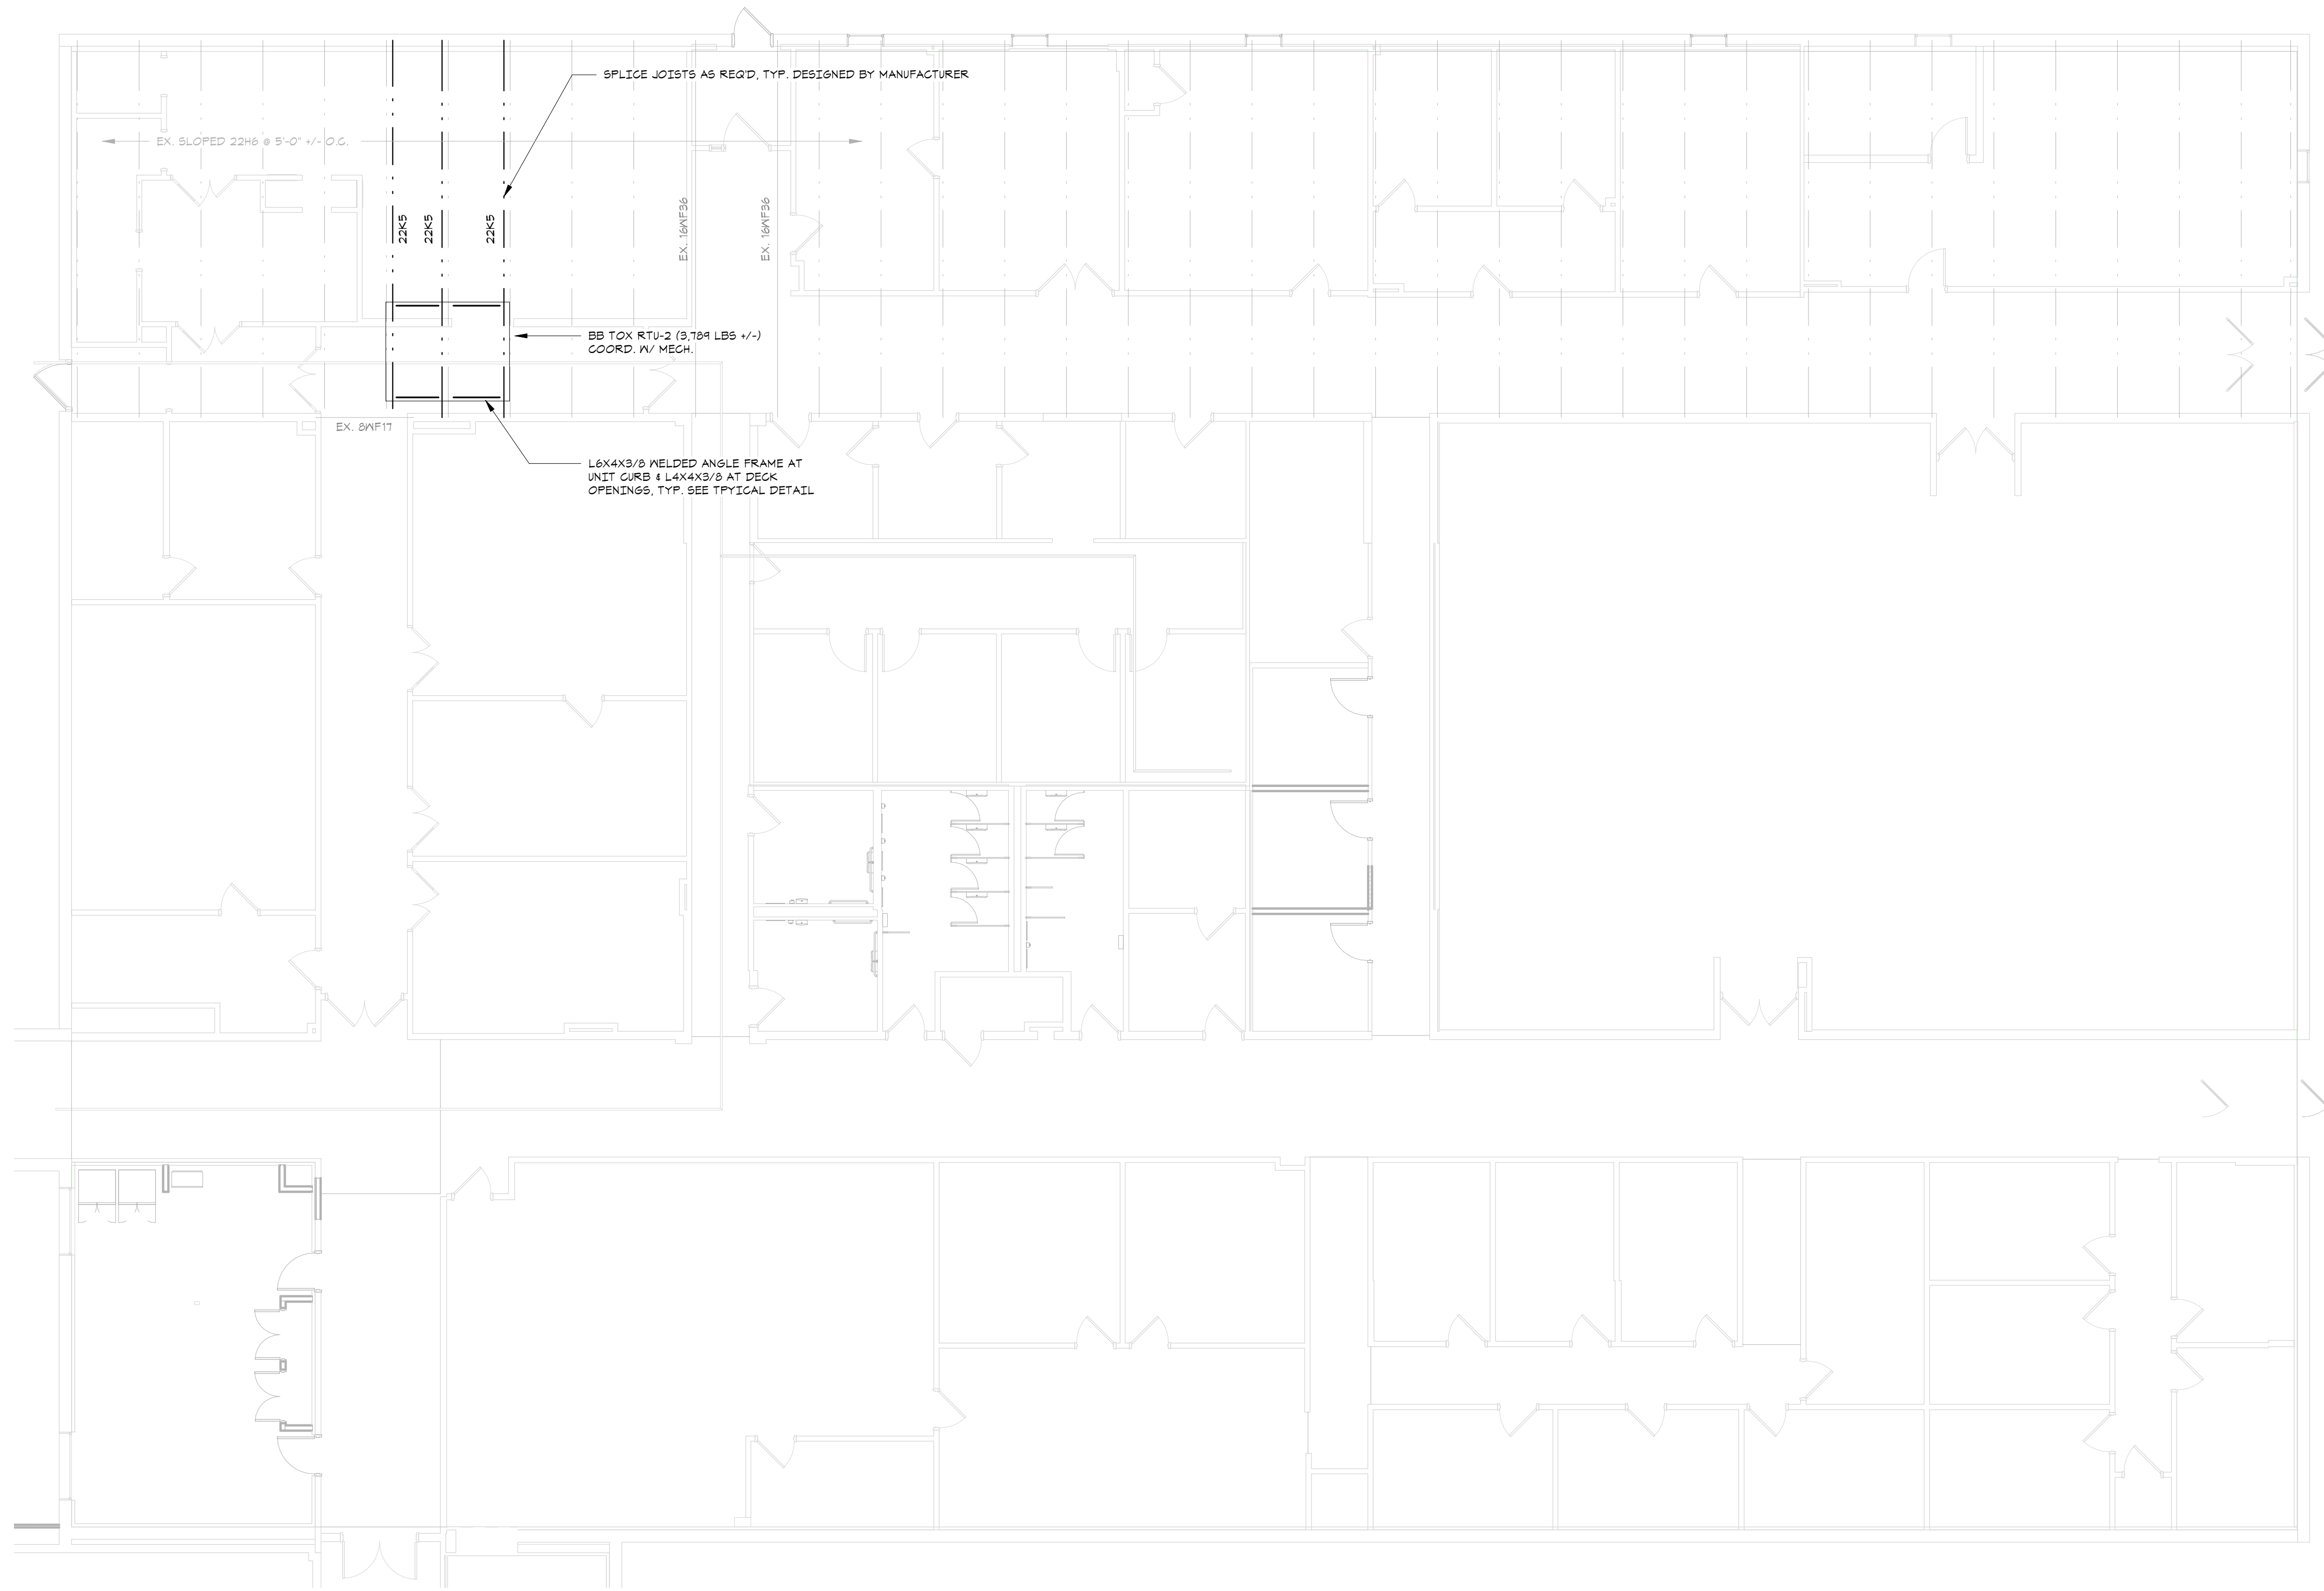 SPLICE JOISTS AS REQ'D, TYP. DESIGNED BY MANUFACTURER
EX. SLOPED 22H6 @ 5'-0" +/- O.C.
22K5
22K5
22K5
EX. 16WF36
EX. 16WF36
BB TOX RTU-2 (3,789 LBS +/-)
COORD. W/ MECH.
EX. 8WF17
L6X4X3/8 WELDED ANGLE FRAME AT
UNIT CURB & L4X4X3/8 AT DECK
OPENINGS, TYP. SEE TPYICAL DETAIL